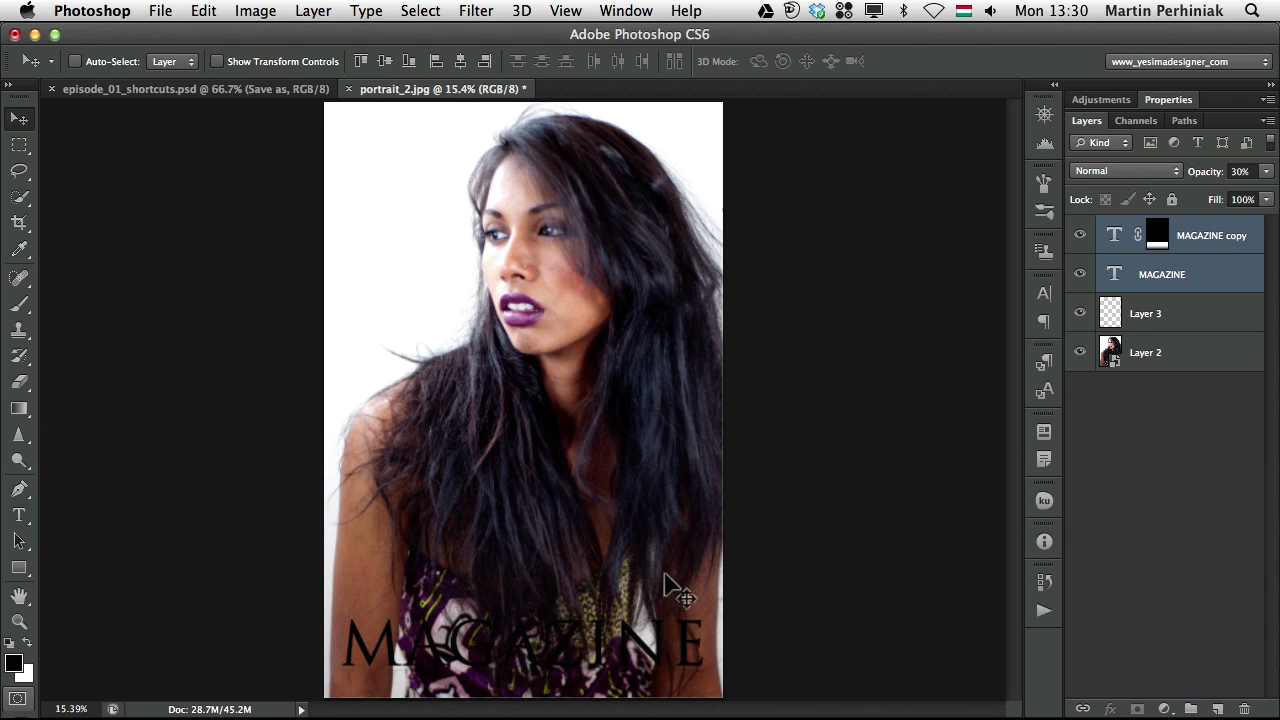 Photoshop File Edit Image Layer Type Select Filter 3D View Window Help Mon 13:30 Martin Perhiniak
Adobe Photoshop CS6
Auto-Select: Layer Show Transform Controls 3D Mode: www_yesimadesigner_com
episode_01_shortcuts.psd @ 66.7% (Save as, RGB/8) portrait_2.jpg @ 15.4% (RGB/8) *
Adjustments Properties
Layers Channels Paths
Kind
Normal Opacity: 30%
Lock: Fill: 100%
MAGAZINE copy
MAGAZINE
Layer 3
Layer 2
ku
MAGAZINE
15.39% Doc: 28.7M/45.2M